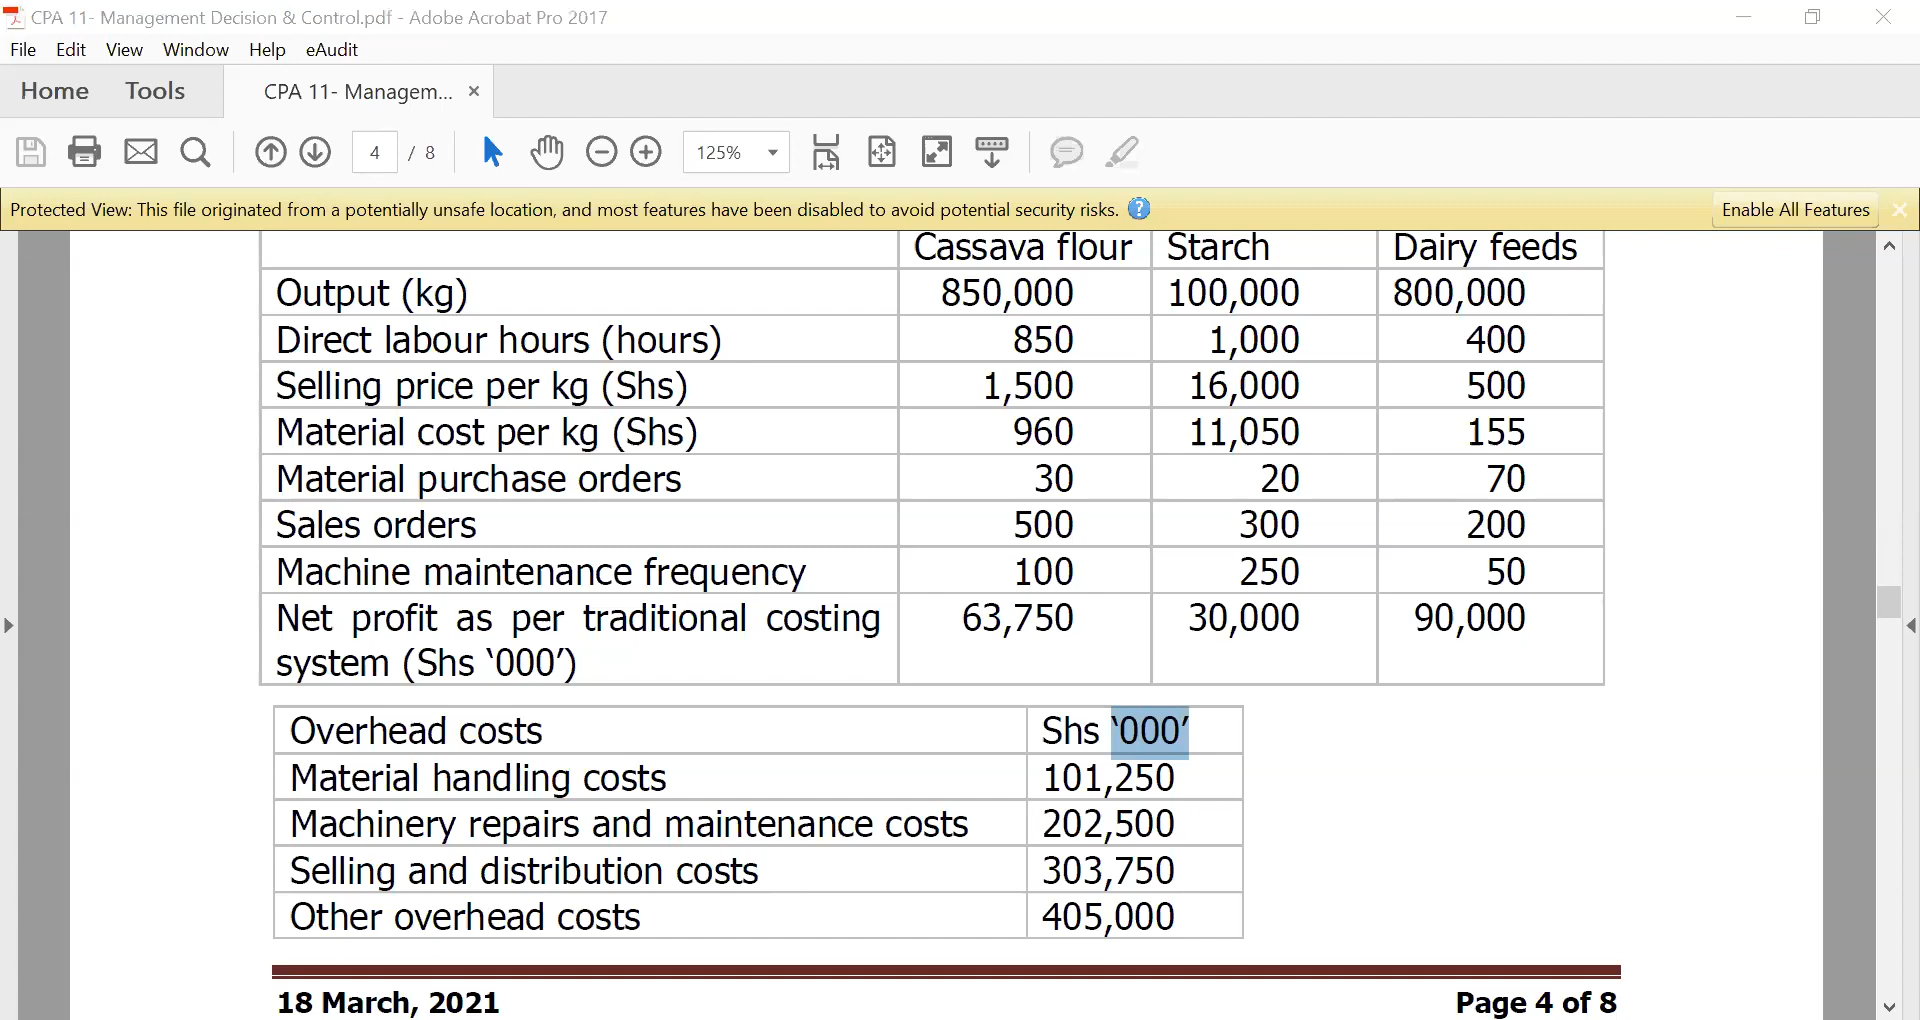 CPA 11- Management Decision & Control.pdf - Adobe Acrobat Pro 2017
File Edit View Window Help eAudit
Home Tools CPA 11- Managem... ×
4 / 8 125%
Protected View: This file originated from a potentially unsafe location, and most features have been disabled to avoid potential security risks. ? Enable All Features
Cassava flour Starch Dairy feeds
Output (kg) 850,000 100,000 800,000
Direct labour hours (hours) 850 1,000 400
Selling price per kg (Shs) 1,500 16,000 500
Material cost per kg (Shs) 960 11,050 155
Material purchase orders 30 20 70
Sales orders 500 300 200
Machine maintenance frequency 100 250 50
Net profit as per traditional costing 63,750 30,000 90,000
system (Shs ‘000’)
Overhead costs Shs ‘000’
Material handling costs 101,250
Machinery repairs and maintenance costs 202,500
Selling and distribution costs 303,750
Other overhead costs 405,000
18 March, 2021 Page 4 of 8